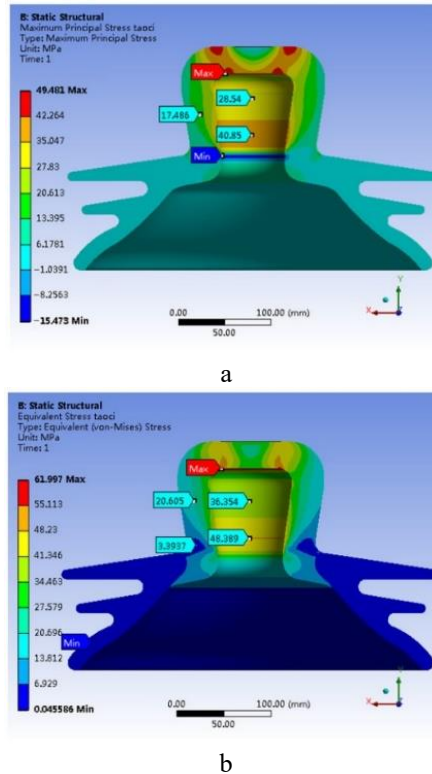 B: Static Structural
Maximum Principal Stress taoci
Type: Maximum Principal Stress
Unit: MPa
Time: 1
49.481 Max
42.264
35.047
27.83
20.613
13.395
6.1781
-1.0391
-8.2563
-15.473 Min
Max
28.54
17.486
40.85
Min
0.00 100.00 (mm)
50.00
Y
X
a
B: Static Structural
Equivalent Stress taoci
Type: Equivalent (von-Mises) Stress
Unit: MPa
Time: 1
61.997 Max
55.113
48.23
41.346
34.463
27.579
20.696
13.812
6.929
0.045586 Min
Max
20.605 36.354
3.3937 48.389
Min
0.00 100.00 (mm)
50.00
X
b